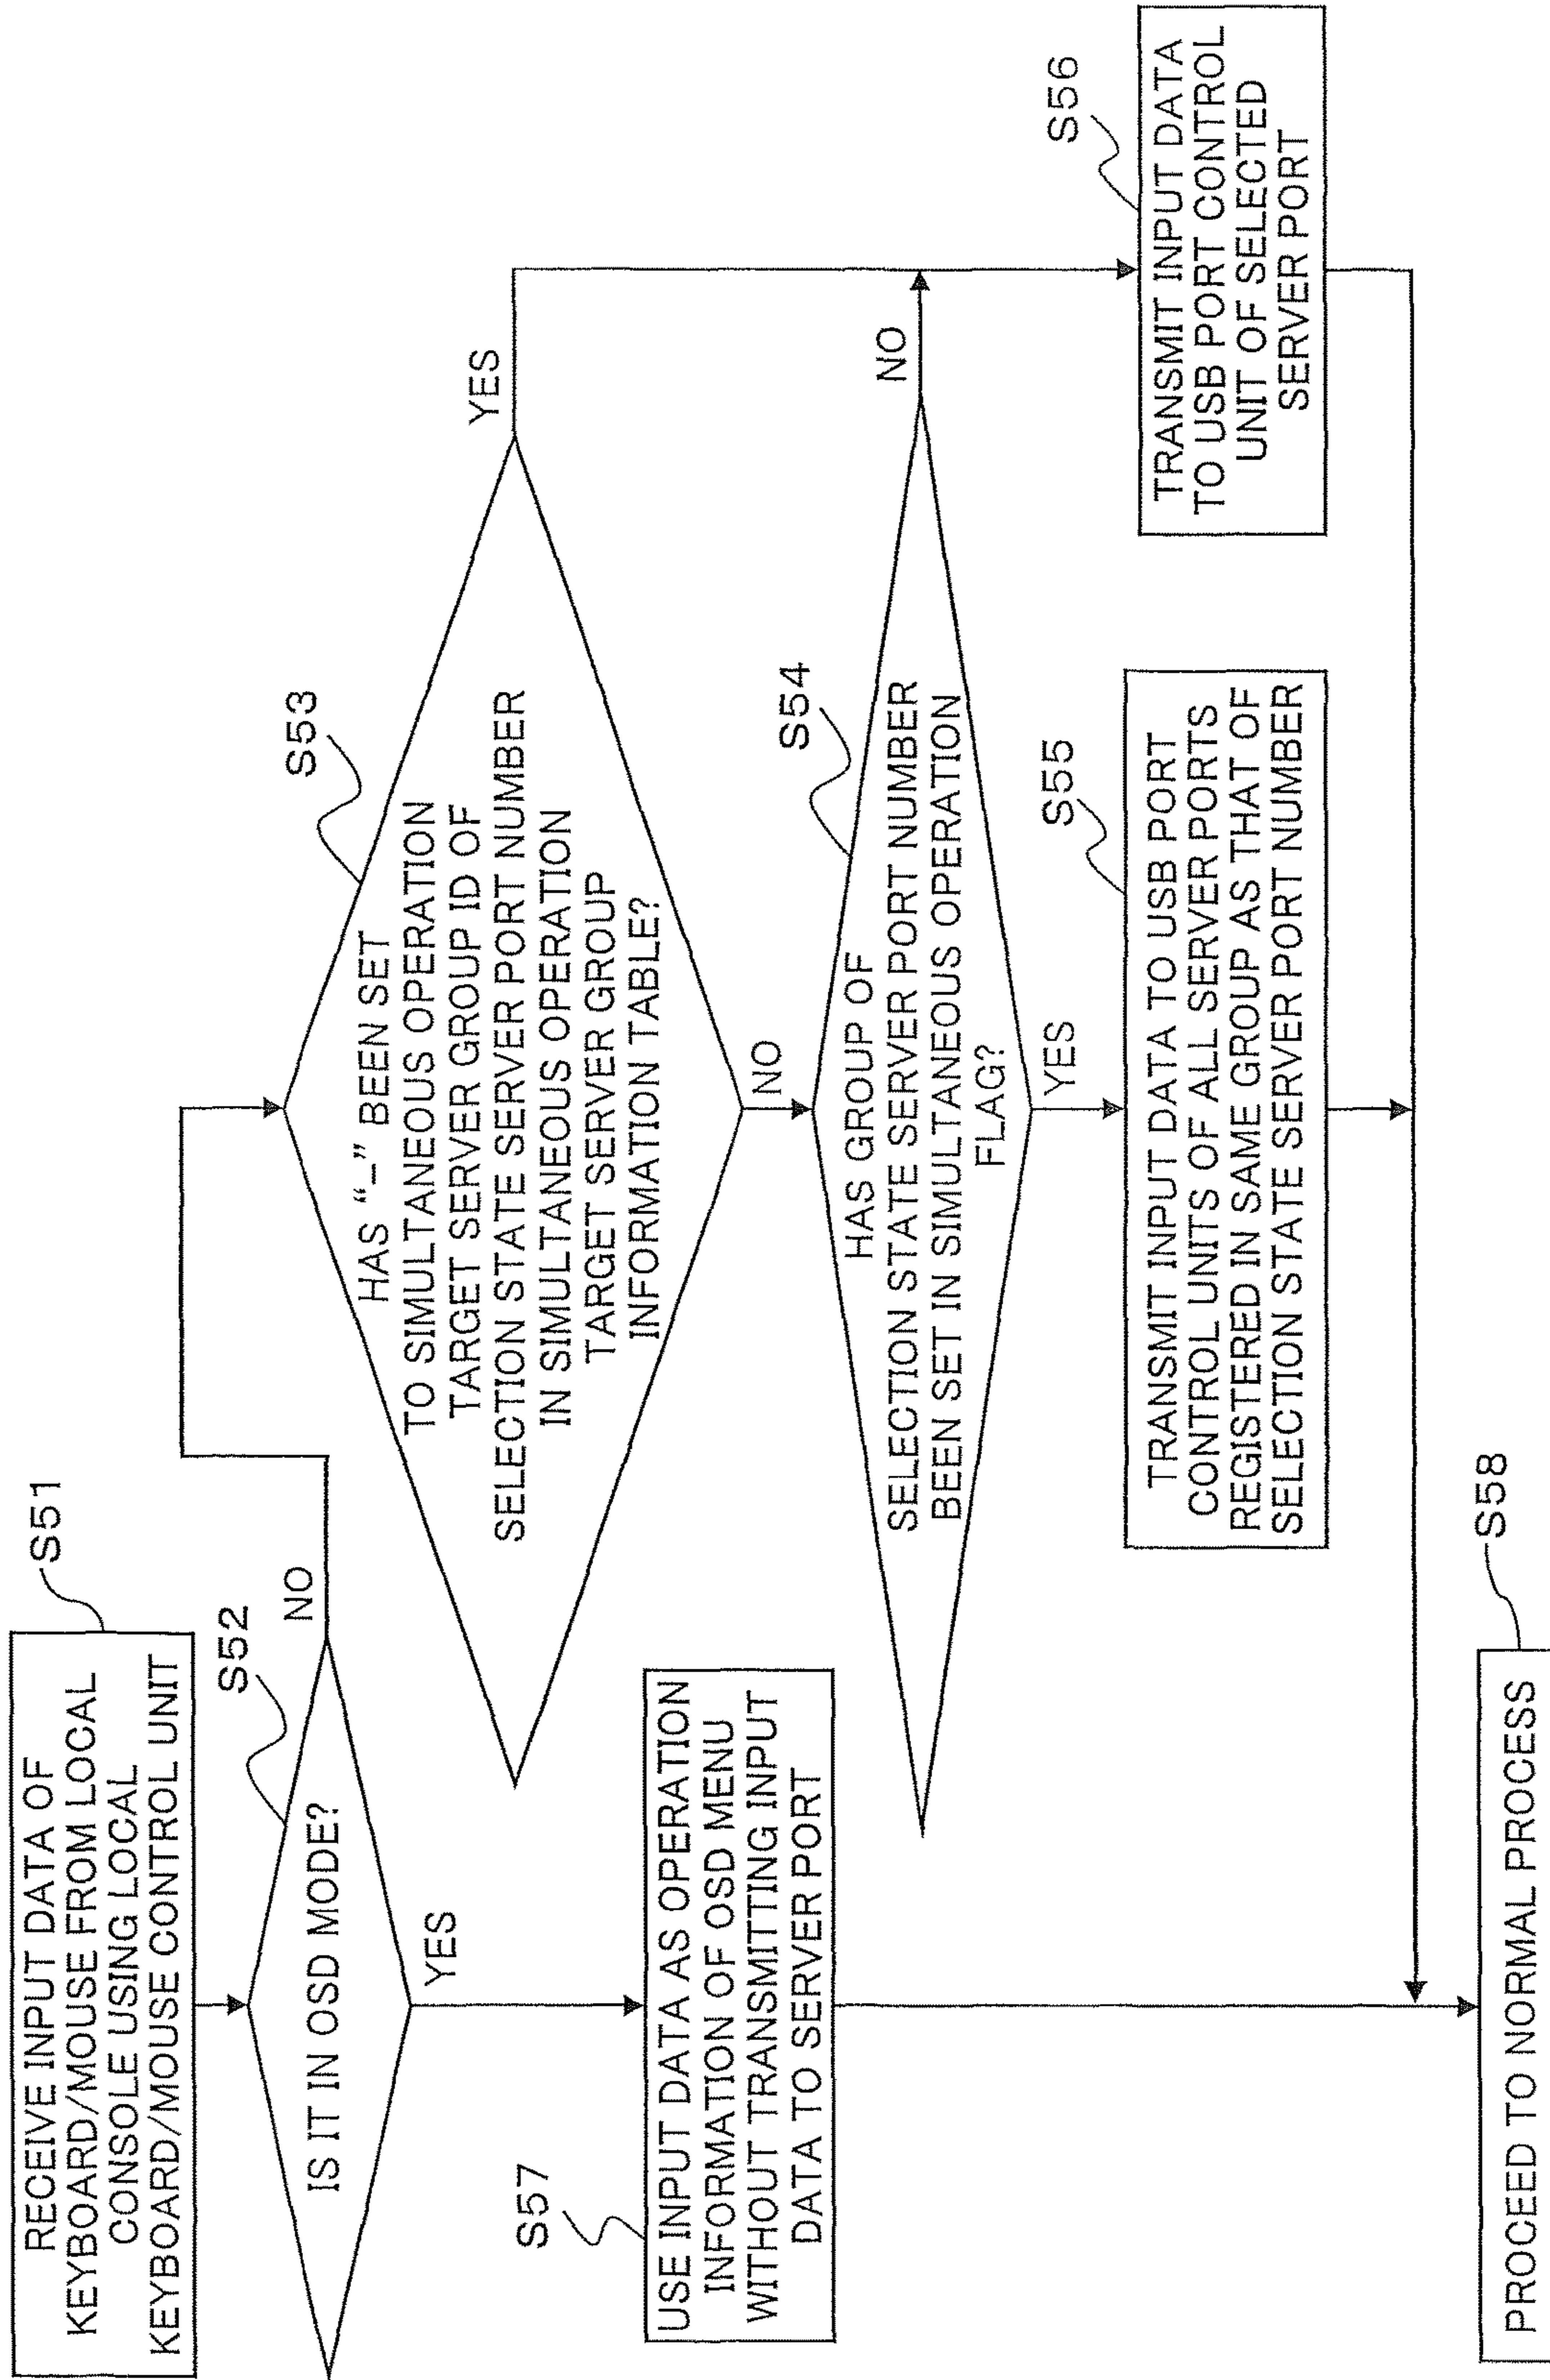 S51
RECEIVE INPUT DATA OF
KEYBOARD/MOUSE FROM LOCAL
CONSOLE USING LOCAL
KEYBOARD/MOUSE CONTROL UNIT
S52
IS IT IN OSD MODE?
NO
YES
S53
HAS “–” BEEN SET
TO SIMULTANEOUS OPERATION
TARGET SERVER GROUP ID OF
SELECTION STATE SERVER PORT NUMBER
IN SIMULTANEOUS OPERATION
TARGET SERVER GROUP
INFORMATION TABLE?
YES
NO
S54
HAS GROUP OF
SELECTION STATE SERVER PORT NUMBER
BEEN SET IN SIMULTANEOUS OPERATION
FLAG?
NO
YES
S57
USE INPUT DATA AS OPERATION
INFORMATION OF OSD MENU
WITHOUT TRANSMITTING INPUT
DATA TO SERVER PORT
S55
TRANSMIT INPUT DATA TO USB PORT
CONTROL UNITS OF ALL SERVER PORTS
REGISTERED IN SAME GROUP AS THAT OF
SELECTION STATE SERVER PORT NUMBER
S56
TRANSMIT INPUT DATA
TO USB PORT CONTROL
UNIT OF SELECTED
SERVER PORT
S58
PROCEED TO NORMAL PROCESS